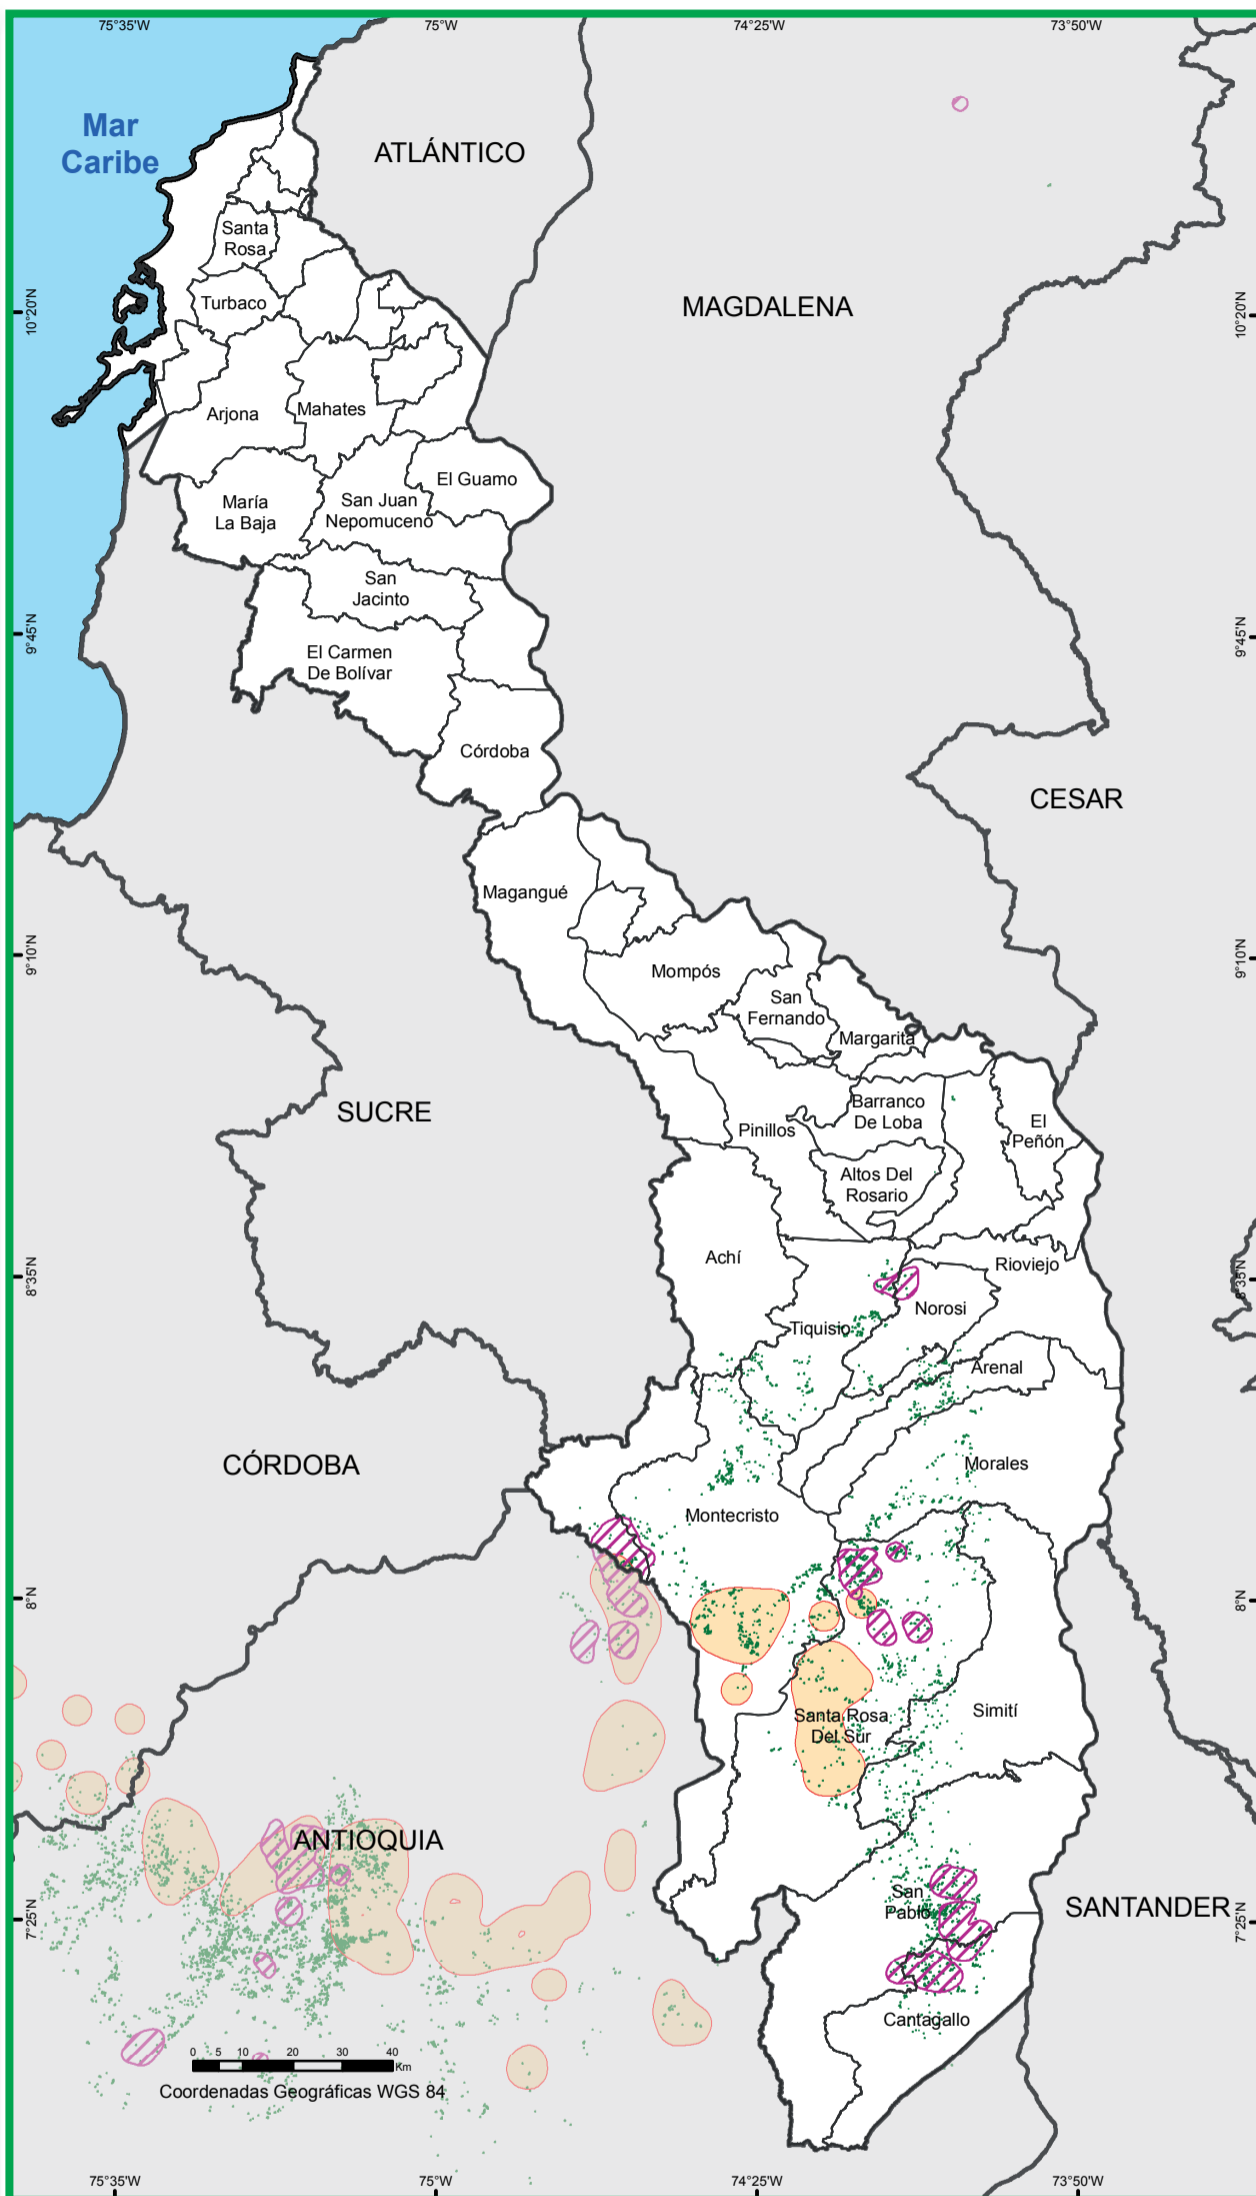 75°35'W
75°W
74°25'W
73°50'W
Mar
Caribe
ATLÁNTICO
Santa
Rosa
10°20'N
Turbaco
MAGDALENA
10°20'N
Arjona
Mahates
El Guamo
María
La Baja
San Juan
Nepomuceno
San
Jacinto
9°45'N
9°45'N
El Carmen
De Bolívar
Córdoba
CESAR
Magangué
9°10'N
9°10'N
Mompós
San
Fernando
Margarita
SUCRE
Barranco
De Loba
Pinillos
El
Peñón
Altos Del
Rosario
Achí
Rioviejo
8°35'N
8°35'N
Norosi
Tiquisio
Arenal
CÓRDOBA
Morales
Montecristo
8°N
8°N
Santa Rosa
Del Sur
Simití
ANTIOQUIA
San
Pablo
SANTANDER
7°25'N
7°25'N
Cantagallo
0 5 10 20 30 40
Km
Coordenadas Geográficas WGS 84
75°35'W
75°W
74°25'W
73°50'W